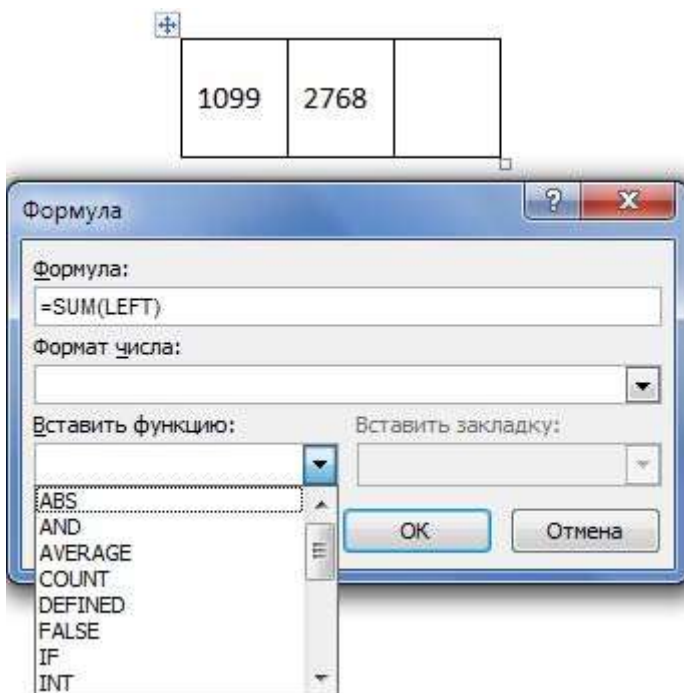 1099 2768
Формула
Формула:
=SUM(LEFT)
Формат числа:
Вставить функцию: Вставить закладку:
ABS
AND
AVERAGE
COUNT
DEFINED
FALSE
IF
INT
ОК Отмена